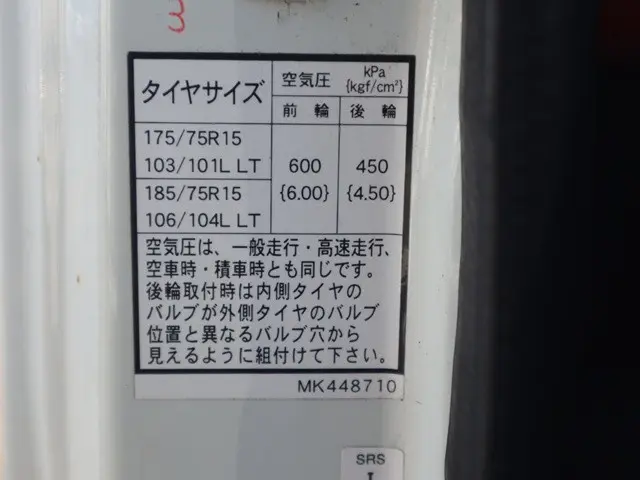 タイヤサイズ
空気圧 kPa {kgf/cm²}
前輪 後輪
175/75R15
103/101L LT
185/75R15
106/104L LT
600 450
{6.00} {4.50}
空気圧は、一般走行・高速走行、
空車時・積車時とも同じです。
後輪取付時は内側タイヤの
バルブが外側タイヤのバルブ
位置と異なるバルブ穴から
見えるように組付けて下さい。
MK448710
SRS